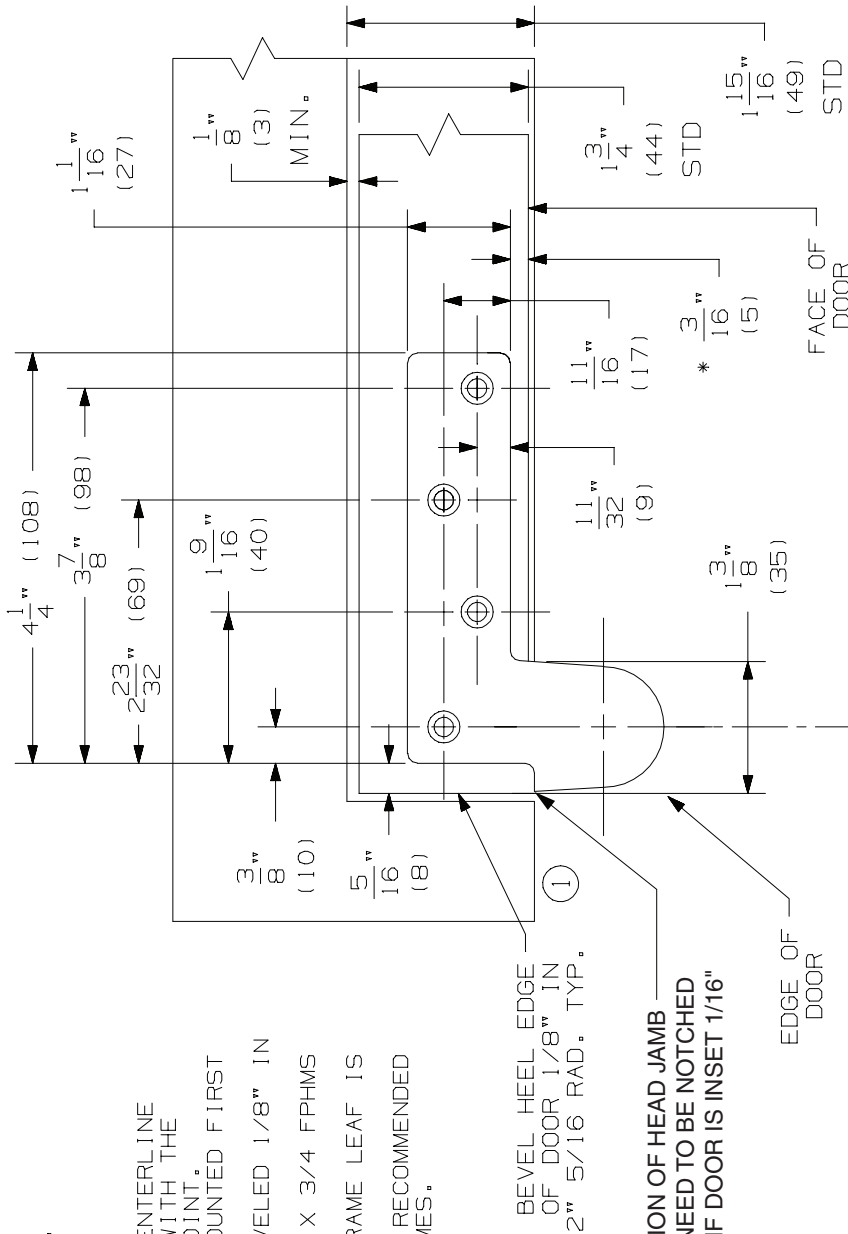 4 1/4" (108)
3 7/8" (98)
2 23/32" (69)
1 9/16"
(40)
3/8"
(10)
5/16"
(8)
1 1/16"
(27)
1/8"
(3)
MIN.
1 15/16"
(49)
STD
1 3/4"
(44)
STD
* 3/16"
(5)
11/16"
(17)
11/32"
(9)
1 3/8"
(35)
FACE OF
DOOR
1
ENTERLINE
WITH THE
OINT.
OUNTED FIRST
VELED 1/8" IN
X 3/4 FPHMS
RAME LEAF IS
RECOMMENDED
MES.
BEVEL HEEL EDGE
OF DOOR 1/8" IN
2" 5/16 RAD. TYP.
ION OF HEAD JAMB
NEED TO BE NOTCHED
IF DOOR IS INSET 1/16"
EDGE OF
DOOR